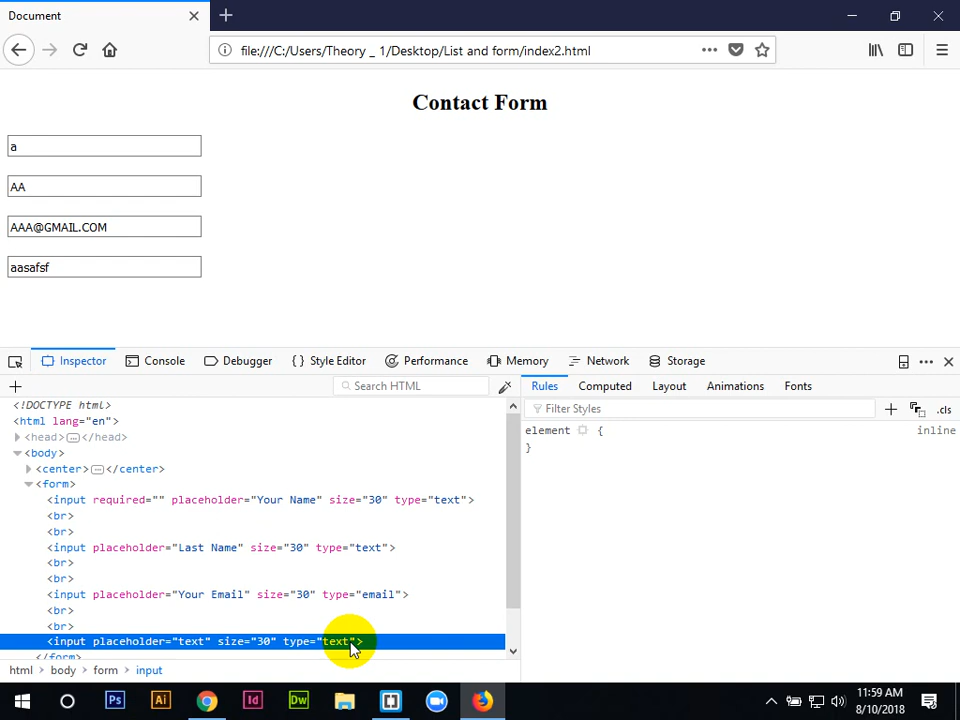 Document
file:///C:/Users/Theory _ 1/Desktop/List and form/index2.html
Contact Form
a
AA
AAA@GMAIL.COM
aasafsf
Inspector Console Debugger { } Style Editor Performance Memory Network Storage
Search HTML
Rules Computed Layout Animations Fonts
Filter Styles
.cls
<!DOCTYPE html>
<html lang="en">
<head>…</head>
<body>
<center>…</center>
<form>
<input required="" placeholder="Your Name" size="30" type="text">
<br>
<br>
<input placeholder="Last Name" size="30" type="text">
<br>
<br>
<input placeholder="Your Email" size="30" type="email">
<br>
<br>
<input placeholder="text" size="30" type="text">
</form>
element {
inline
}
html body form input
Ps Ai Id Dw
11:59 AM
8/10/2018